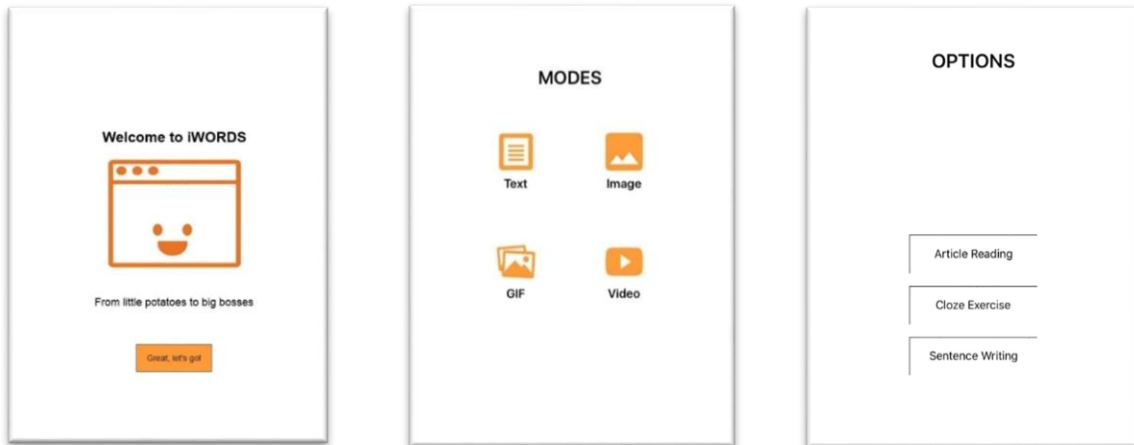 Welcome to iWORDS
From little potatoes to big bosses
Great, let's go!
MODES
Text
Image
GIF
Video
OPTIONS
Article Reading
Cloze Exercise
Sentence Writing